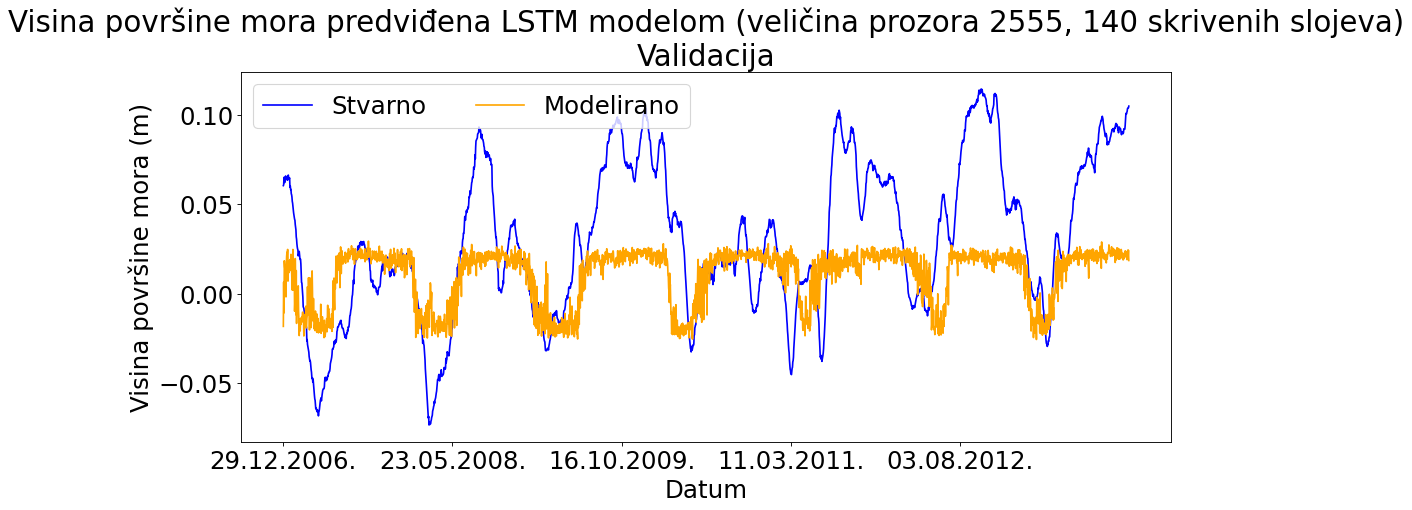 Visina površine mora predviđena LSTM modelom (veličina prozora 2555, 140 skrivenih slojeva)
Validacija
Stvarno
Modelirano
Visina površine mora (m)
0.10
0.05
0.00
−0.05
29.12.2006.
23.05.2008.
16.10.2009.
11.03.2011.
03.08.2012.
Datum